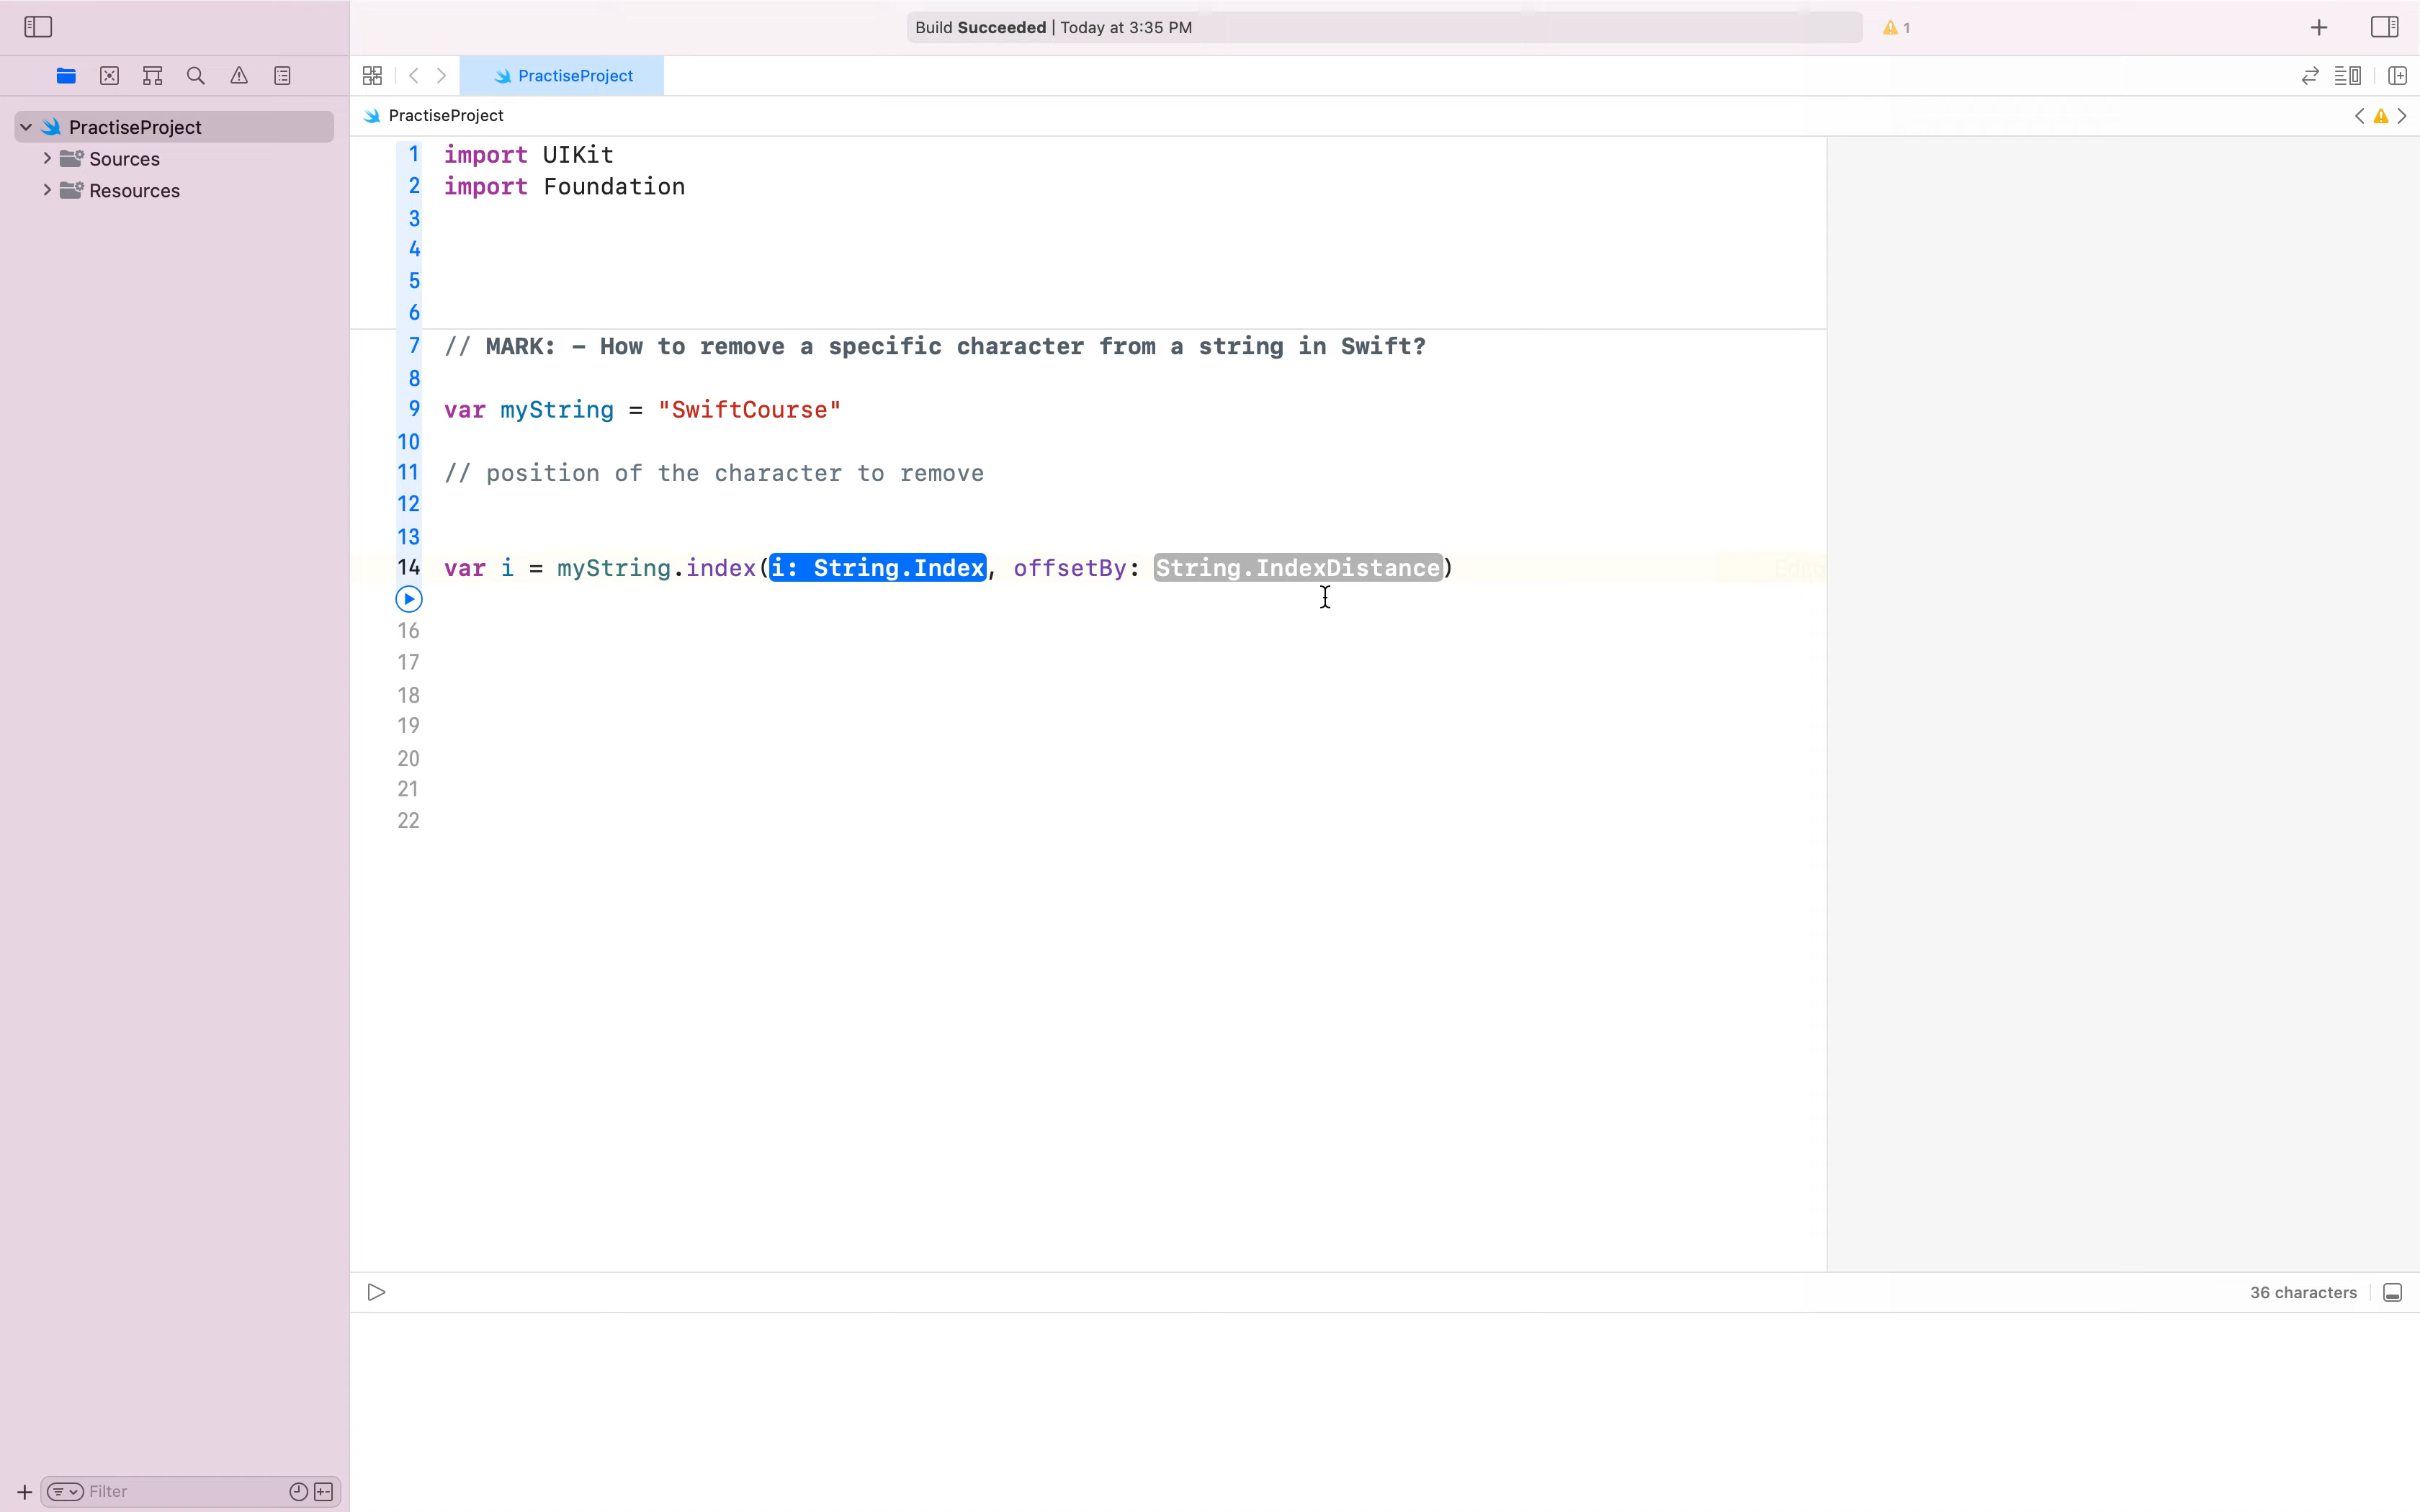 Build Succeeded | Today at 3:35 PM
1
PractiseProject
PractiseProject
Sources
Resources
PractiseProject
1 import UIKit
2 import Foundation
3
4
5
6
7 // MARK: - How to remove a specific character from a string in Swift?
8
9 var myString = "SwiftCourse"
10
11 // position of the character to remove
12
13
14 var i = myString.index(i: String.Index, offsetBy: String.IndexDistance)
16
17
18
19
20
21
22
36 characters
Filter